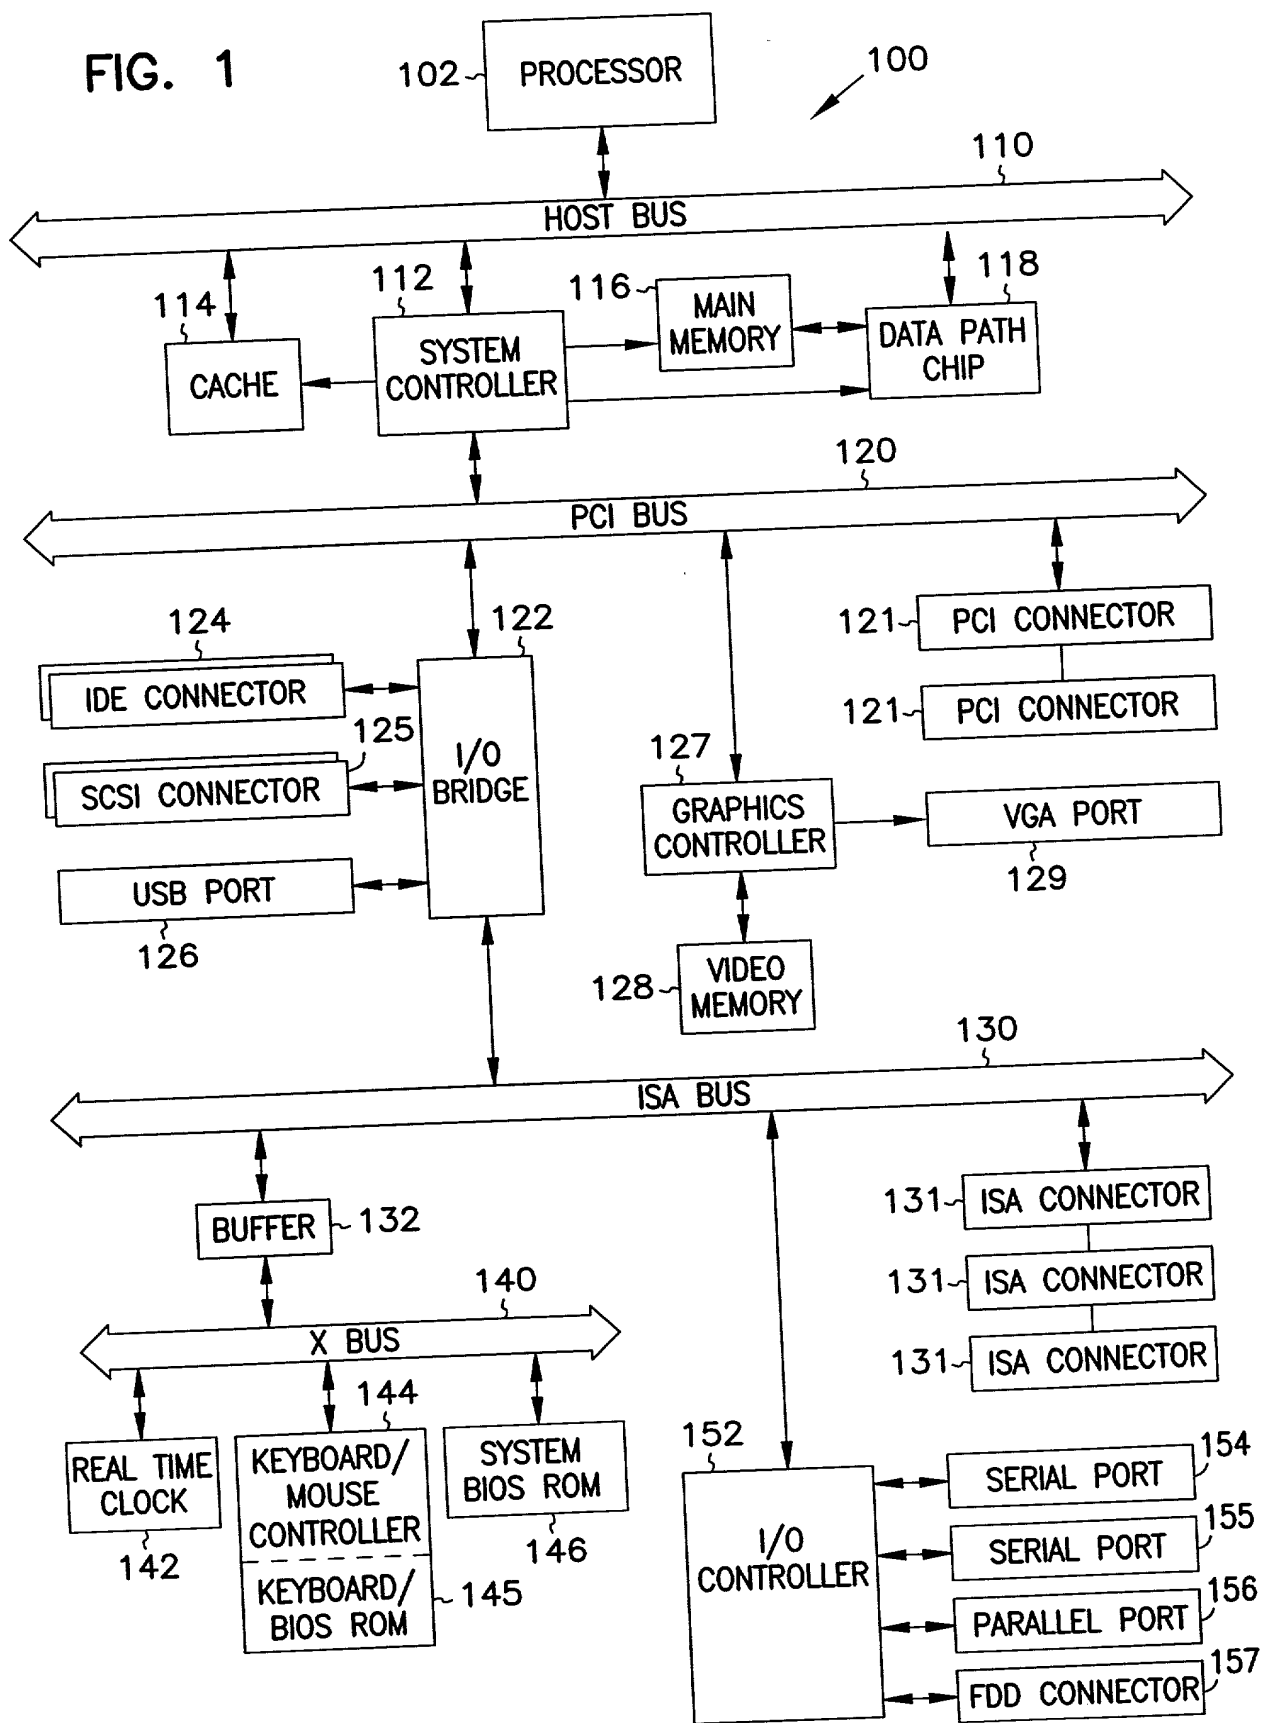 FIG. 1
102
PROCESSOR
100
110
HOST BUS
114
112
116
118
CACHE
SYSTEM
CONTROLLER
MAIN
MEMORY
DATA PATH
CHIP
120
PCI BUS
124
122
121
PCI CONNECTOR
IDE CONNECTOR
121
PCI CONNECTOR
125
SCSI CONNECTOR
I/O
BRIDGE
127
GRAPHICS
CONTROLLER
VGA PORT
129
USB PORT
126
128
VIDEO
MEMORY
130
ISA BUS
BUFFER
132
131
ISA CONNECTOR
131
ISA CONNECTOR
131
ISA CONNECTOR
140
X BUS
144
REAL TIME
CLOCK
142
KEYBOARD/
MOUSE
CONTROLLER
KEYBOARD/
BIOS ROM
145
SYSTEM
BIOS ROM
146
152
I/O
CONTROLLER
SERIAL PORT
154
SERIAL PORT
155
PARALLEL PORT
156
FDD CONNECTOR
157